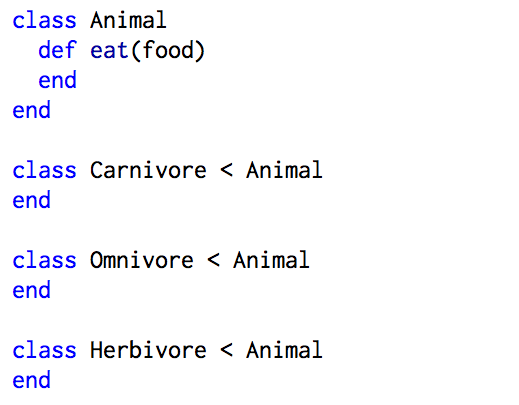 class Animal
  def eat(food)
  end
end

class Carnivore < Animal
end

class Omnivore < Animal
end

class Herbivore < Animal
end